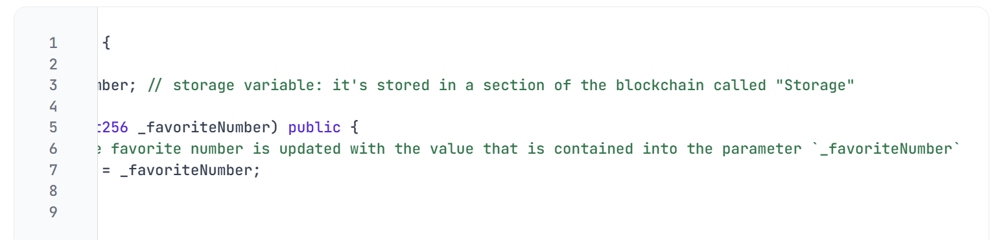 1 {
2
3 mber; // storage variable: it's stored in a section of the blockchain called "Storage"
4
5 t256 _favoriteNumber) public {
6 e favorite number is updated with the value that is contained into the parameter `_favoriteNumber`
7 = _favoriteNumber;
8
9